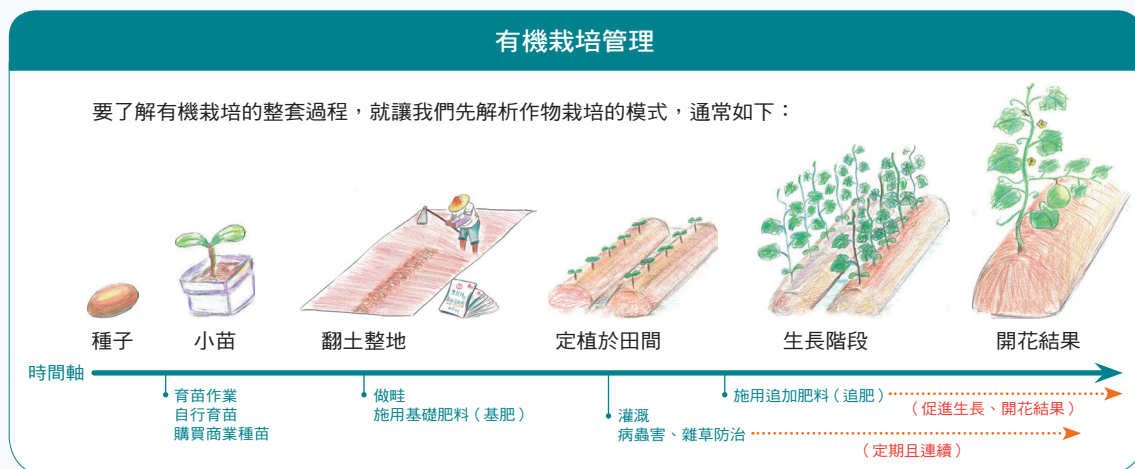 有機栽培管理
要了解有機栽培的整套過程，就讓我們先解析作物栽培的模式，通常如下：
種子
小苗
翻土整地
定植於田間
生長階段
開花結果
時間軸
育苗作業
自行育苗
購買商業種苗
做畦
施用基礎肥料（基肥）
灌溉
病蟲害、雜草防治
（定期且連續）
施用追加肥料（追肥）
（促進生長、開花結果）